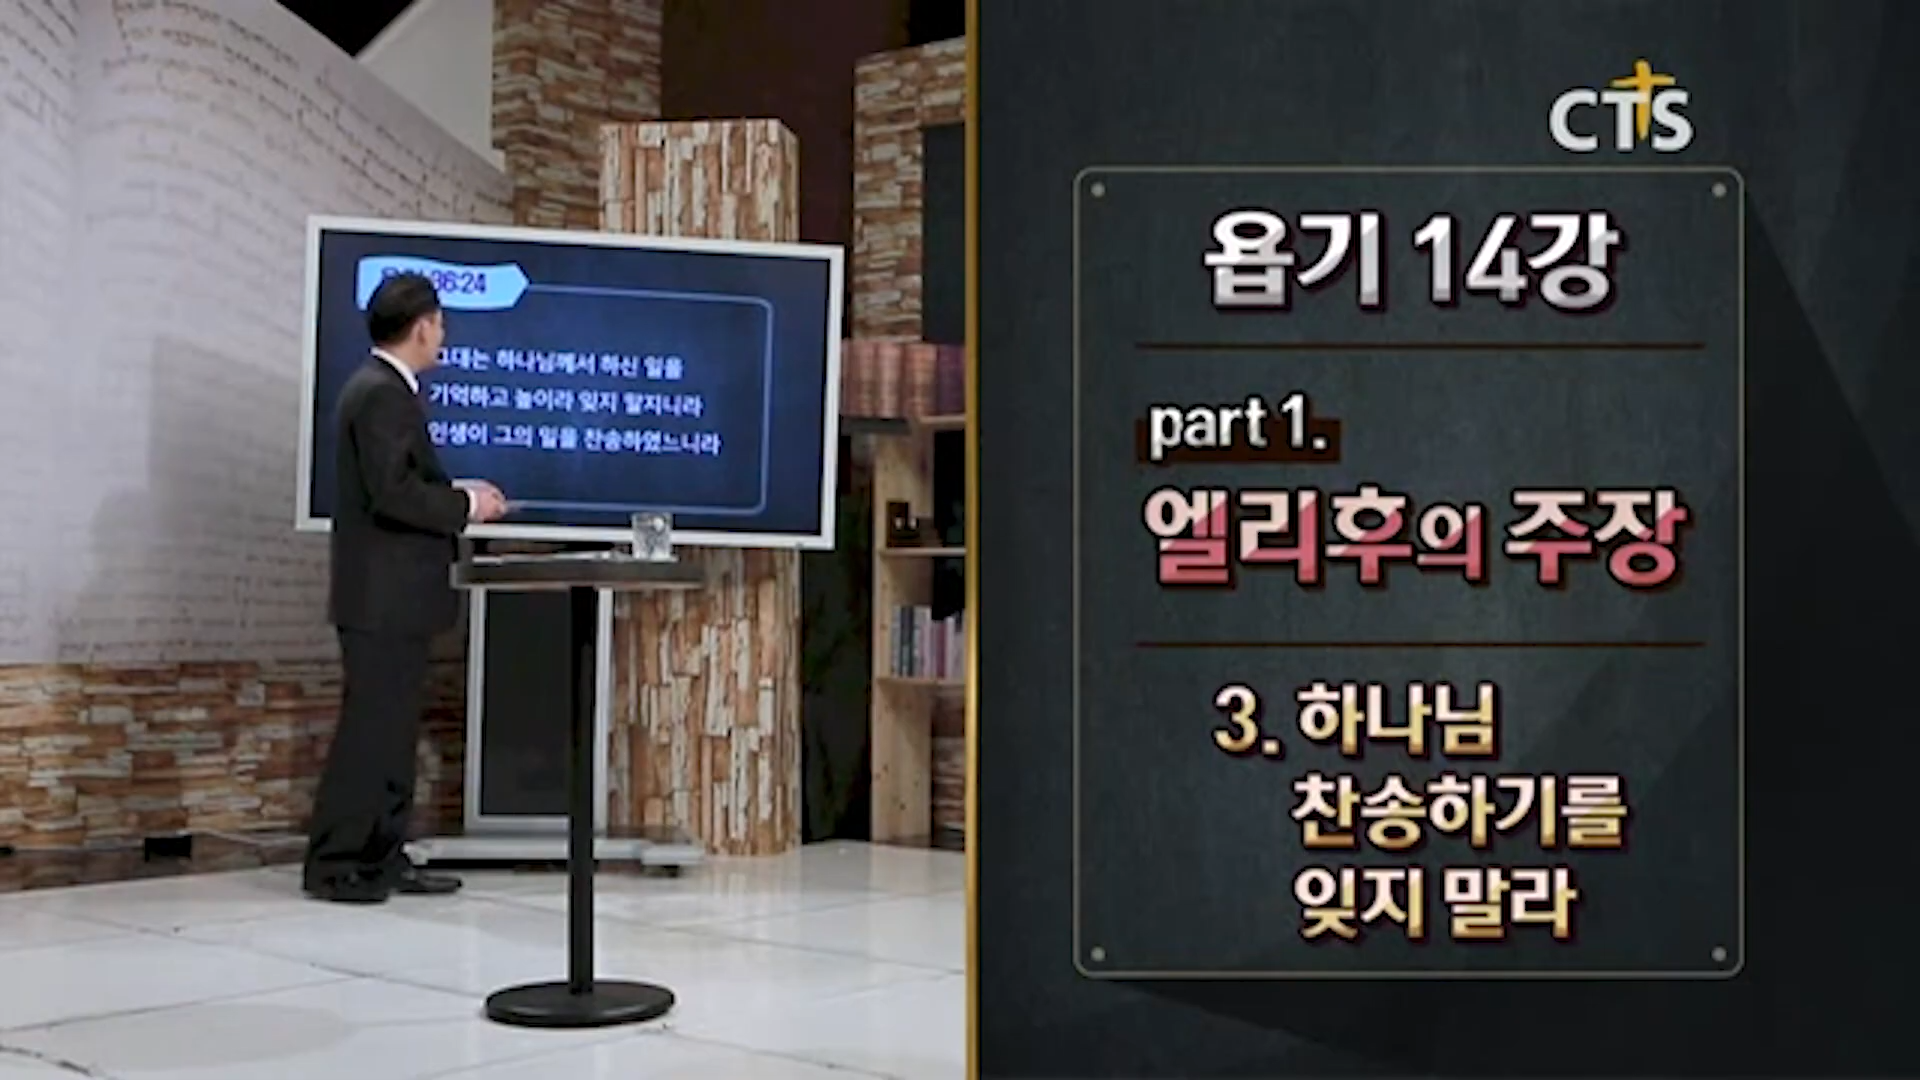 36:24
그대는 하나님께서 하신 일을
기억하고 높이라 잊지 말지니라
인생이 그의 일을 찬송하였느니라
CTS
욥기 14강
part 1.
엘리후의 주장
3. 하나님
찬송하기를
잊지 말라